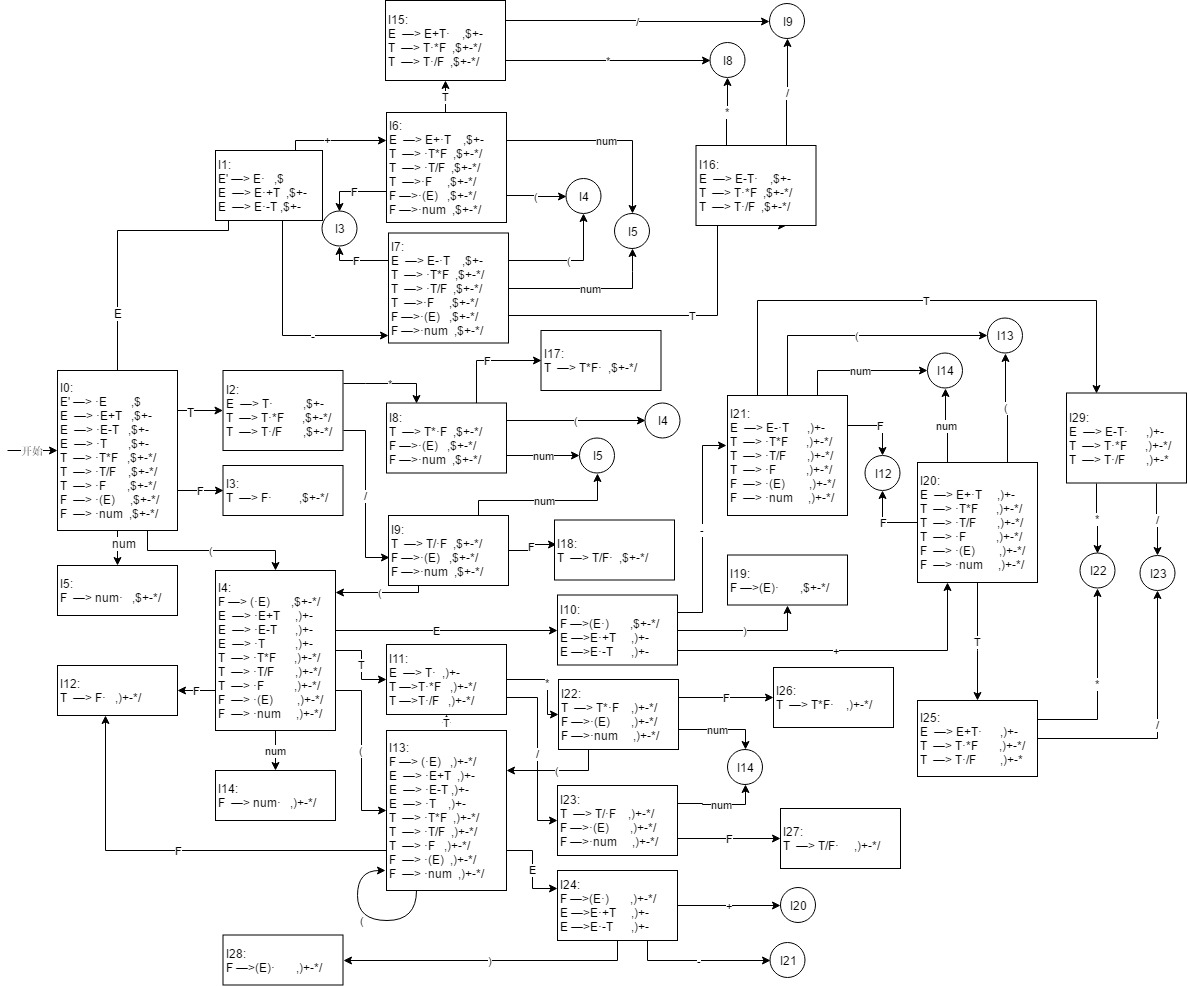 I15:
E —> E+T· ,$+-
T —> T·*F ,$+-*/
T —> T·/F ,$+-*/
/
I9
*
I8
T
*
/
I6:
E —> E+·T ,$+-
T —> ·T*F ,$+-*/
T —> ·T/F ,$+-*/
T —>·F ,$+-*/
F —>·(E) ,$+-*/
F —>·num ,$+-*/
+
num
(
I4
I5
F
I3
I1:
E' —> E· ,$
E —> E·+T ,$+-
E —> E·-T ,$+-
I16:
E —> E-T· ,$+-
T —> T·*F ,$+-*/
T —> T·/F ,$+-*/
I7:
E —> E-·T ,$+-
T —> ·T*F ,$+-*/
T —> ·T/F ,$+-*/
T —>·F ,$+-*/
F —>·(E) ,$+-*/
F —>·num ,$+-*/
F
(
num
T
-
E
开始
I0:
E' —> ·E ,$
E —> ·E+T ,$+-
E —> ·E-T ,$+-
E —> ·T ,$+-
T —> ·T*F ,$+-*/
T —> ·T/F ,$+-*/
T —> ·F ,$+-*/
F —> ·(E) ,$+-*/
F —> ·num ,$+-*/
T
F
num
(
I2:
E —> T· ,$+-
T —> T·*F ,$+-*/
T —> T·/F ,$+-*/
*
/
I3:
T —> F· ,$+-*/
I5:
F —> num· ,$+-*/
I17:
T —> T*F· ,$+-*/
F
I8:
T —> T*·F ,$+-*/
F —>·(E) ,$+-*/
F —>·num ,$+-*/
(
I4
num
I5
num
I9:
T —> T/·F ,$+-*/
F —>·(E) ,$+-*/
F —>·num ,$+-*/
F
I18:
T —> T/F· ,$+-*/
(
I4:
F —> (·E) ,$+-*/
E —> ·E+T ,)+-
E —> ·E-T ,)+-
E —> ·T ,)+-
T —> ·T*F ,)+-*/
T —> ·T/F ,)+-*/
T —> ·F ,)+-*/
F —> ·(E) ,)+-*/
F —> ·num ,)+-*/
E
T
F
(
num
I12:
T —> F· ,)+-*/
I14:
F —> num· ,)+-*/
I10:
F —>(E·) ,$+-*/
E —>E·+T ,)+-
E —>E·-T ,)+-
-
)
+
I19:
F —>(E)· ,$+-*/
T
(
I13
num
I14
I21:
E —> E-·T ,)+-
T —> ·T*F ,)+-*/
T —> ·T/F ,)+-*/
T —> ·F ,)+-*/
F —> ·(E) ,)+-*/
F —> ·num ,)+-*/
F
I12
F
num
(
I20:
E —> E+·T ,)+-
T —> ·T*F ,)+-*/
T —> ·T/F ,)+-*/
T —> ·F ,)+-*/
F —> ·(E) ,)+-*/
F —> ·num ,)+-*/
T
I29:
E —> E-T· ,)+-
T —> T·*F ,)+-*/
T —> T·/F ,)+-*
*
/
I22
I23
*
/
I25:
E —> E+T· ,)+-
T —> T·*F ,)+-*/
T —> T·/F ,)+-*
I11:
E —> T· ,)+-
T —>T·*F ,)+-*/
T —>T·/F ,)+-*/
*
/
T
I13:
F —> (·E) ,)+-*/
E —> ·E+T ,)+-
E —> ·E-T ,)+-
E —> ·T ,)+-
T —> ·T*F ,)+-*/
T —> ·T/F ,)+-*/
T —> ·F ,)+-*/
F —> ·(E) ,)+-*/
F —> ·num ,)+-*/
F
(
E
I22:
T —> T*·F ,)+-*/
F —>·(E) ,)+-*/
F —>·num ,)+-*/
F
num
(
I26:
T —> T*F· ,)+-*/
I14
I23:
T —> T/·F ,)+-*/
F —>·(E) ,)+-*/
F —>·num ,)+-*/
num
F
I27:
T —> T/F· ,)+-*/
I24:
F —>(E·) ,)+-*/
E —>E·+T ,)+-
E —>E·-T ,)+-
+
I20
-
I21
)
I28:
F —>(E)· ,)+-*/